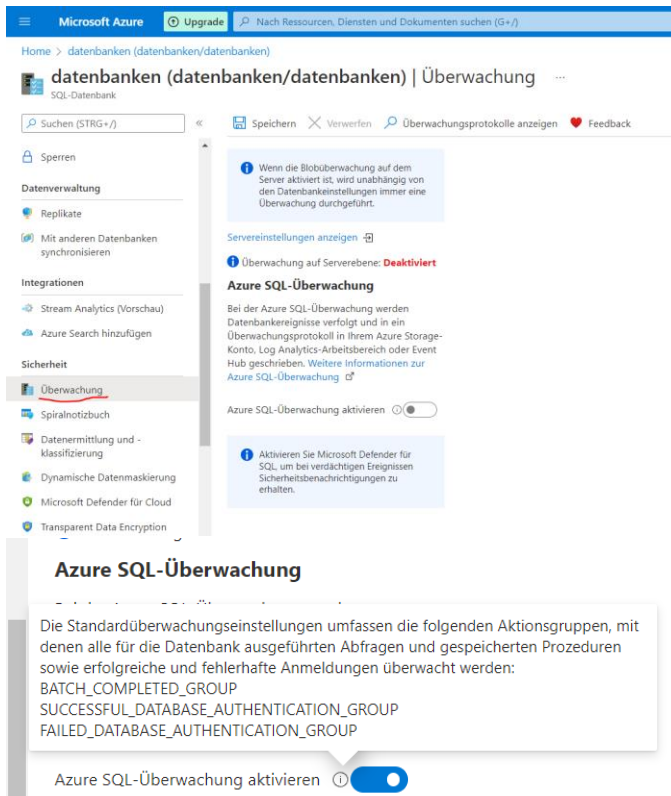 Microsoft Azure
Upgrade
Nach Ressourcen, Diensten und Dokumenten suchen (G+/)
Home > datenbanken (datenbanken/datenbanken)
datenbanken (datenbanken/datenbanken) | Überwachung ...
SQL-Datenbank
Suchen (STRG+/)
«
Speichern
Verwerfen
Überwachungsprotokolle anzeigen
Feedback
Sperren
Datenverwaltung
Replikate
Mit anderen Datenbanken
synchronisieren
Integrationen
Stream Analytics (Vorschau)
Azure Search hinzufügen
Sicherheit
Überwachung
Spiralnotizbuch
Datenermittlung und -
klassifizierung
Dynamische Datenmaskierung
Microsoft Defender für Cloud
Transparent Data Encryption
Wenn die Blobüberwachung auf dem
Server aktiviert ist, wird unabhängig von
den Datenbankeinstellungen immer eine
Überwachung durchgeführt.
Servereinstellungen anzeigen
Überwachung auf Serverebene: Deaktiviert
Azure SQL-Überwachung
Bei der Azure SQL-Überwachung werden
Datenbankereignisse verfolgt und in ein
Überwachungsprotokoll in Ihrem Azure Storage-
Konto, Log Analytics-Arbeitsbereich oder Event
Hub geschrieben. Weitere Informationen zur
Azure SQL-Überwachung
Azure SQL-Überwachung aktivieren
Aktivieren Sie Microsoft Defender für
SQL, um bei verdächtigen Ereignissen
Sicherheitsbenachrichtigungen zu
erhalten.
Azure SQL-Überwachung
Die Standardüberwachungseinstellungen umfassen die folgenden Aktionsgruppen, mit
denen alle für die Datenbank ausgeführten Abfragen und gespeicherten Prozeduren
sowie erfolgreiche und fehlerhafte Anmeldungen überwacht werden:
BATCH_COMPLETED_GROUP
SUCCESSFUL_DATABASE_AUTHENTICATION_GROUP
FAILED_DATABASE_AUTHENTICATION_GROUP
Azure SQL-Überwachung aktivieren